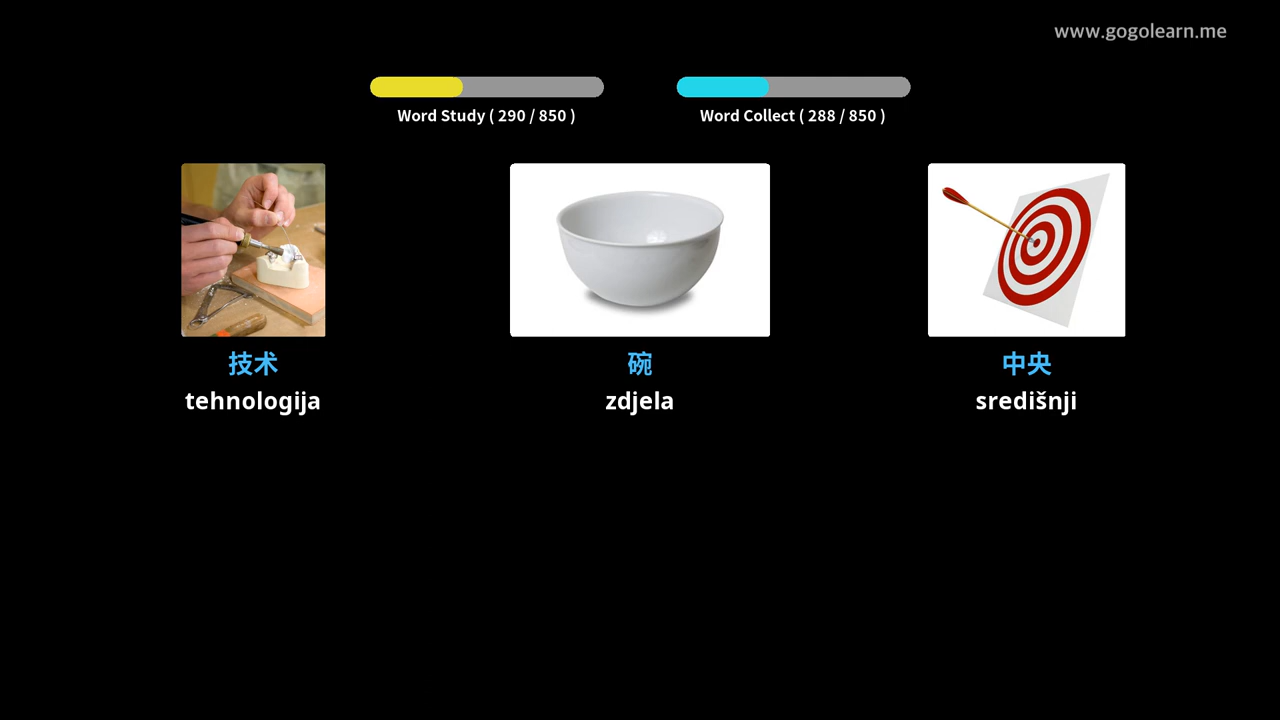 www.gogolearn.me
Word Study ( 290 / 850 )
Word Collect ( 288 / 850 )
技术
tehnologija
碗
zdjela
中央
središnji